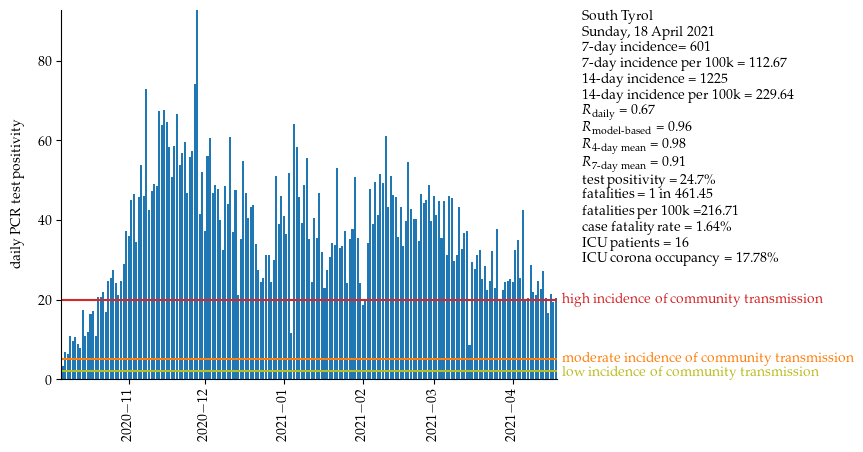 South Tyrol
Sunday, 18 April 2021
7-day incidence= 601
7-day incidence per 100k = 112.67
14-day incidence = 1225
14-day incidence per 100k = 229.64
R daily = 0.67
R model-based = 0.96
R 4-day mean = 0.98
R 7-day mean = 0.91
test positivity = 24.7%
fatalities = 1 in 461.45
fatalities per 100k =216.71
case fatality rate = 1.64%
ICU patients = 16
ICU corona occupancy = 17.78%
daily PCR test positivity
80
60
40
20
0
high incidence of community transmission
moderate incidence of community transmission
low incidence of community transmission
2020−11
2020−12
2021−01
2021−02
2021−03
2021−04